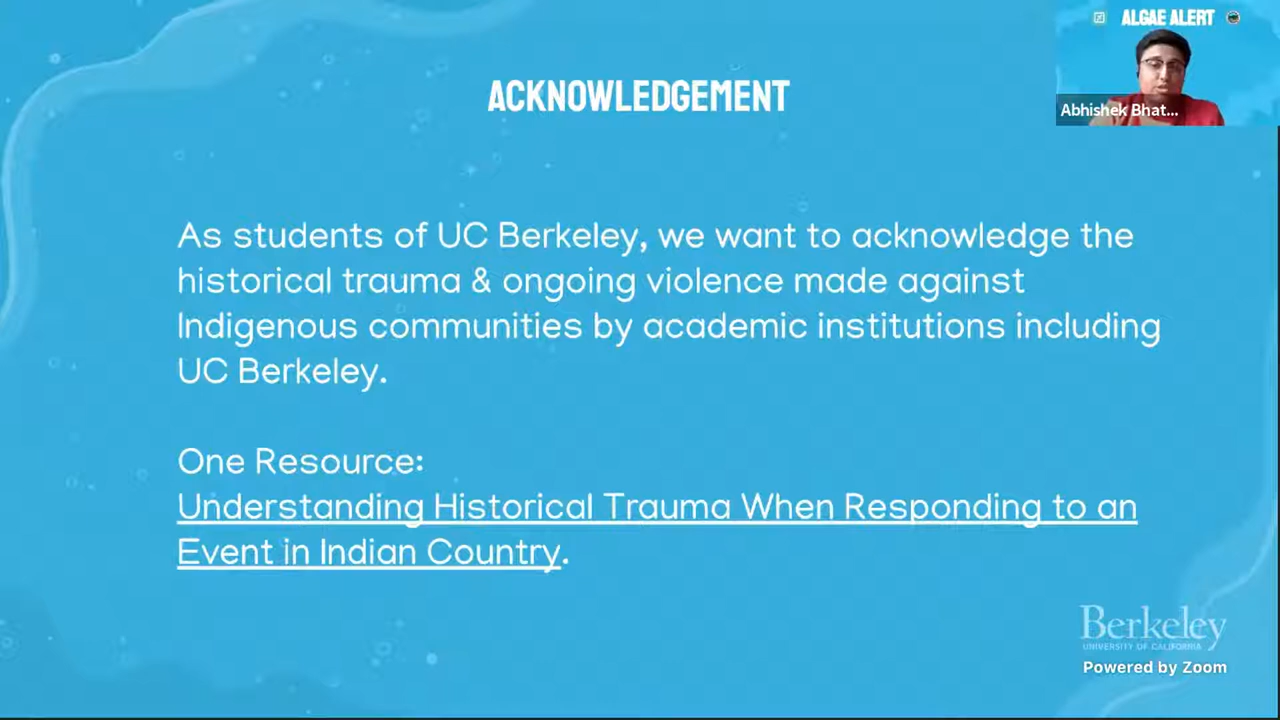 ALGAE ALERT
ACKNOWLEDGEMENT
Abhishek Bhat...
As students of UC Berkeley, we want to acknowledge the
historical trauma & ongoing violence made against
Indigenous communities by academic institutions including
UC Berkeley.
One Resource:
Understanding Historical Trauma When Responding to an
Event in Indian Country.
Berkeley
UNIVERSITY OF CALIFORNIA
Powered by Zoom